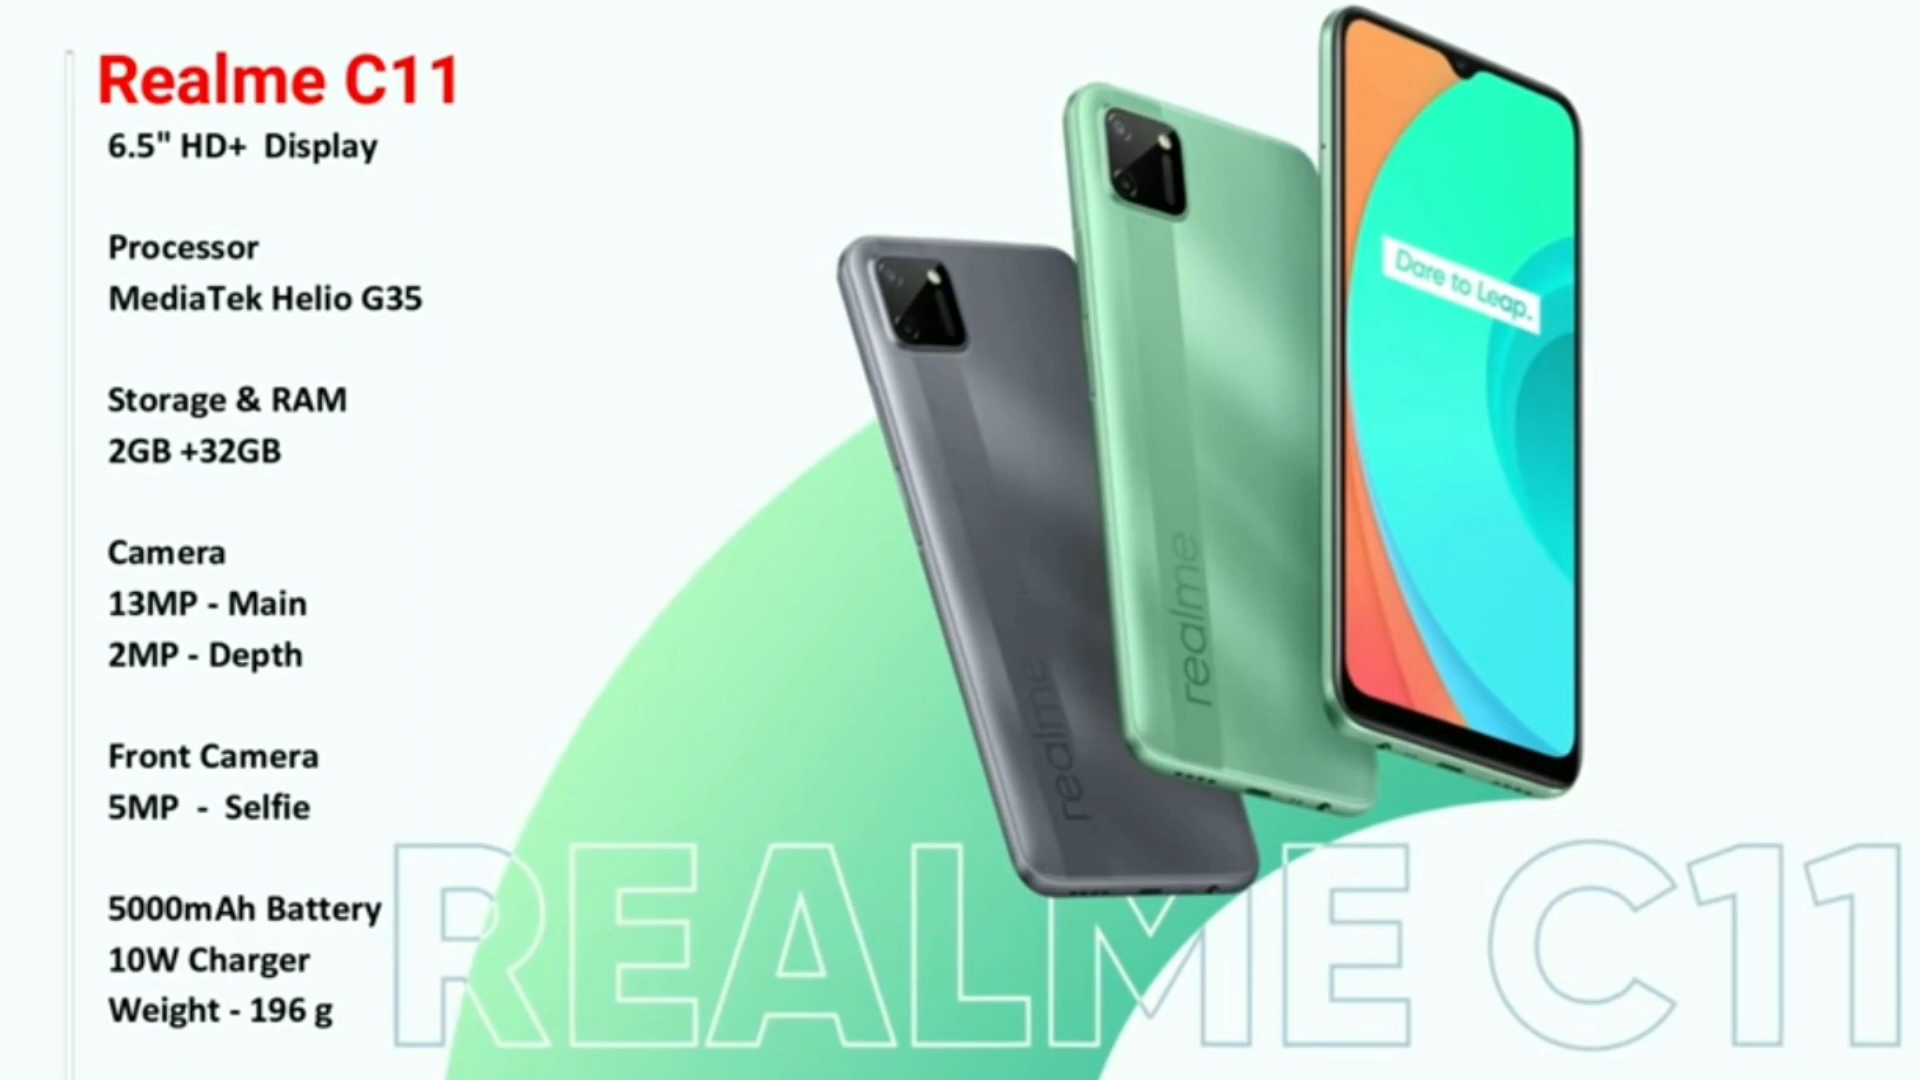 Realme C11
6.5" HD+ Display
Processor
MediaTek Helio G35
Storage & RAM
2GB +32GB
Camera
13MP - Main
2MP - Depth
Front Camera
5MP - Selfie
5000mAh Battery
10W Charger
Weight - 196 g
realme
realme
Dare to Leap.
REALME C11